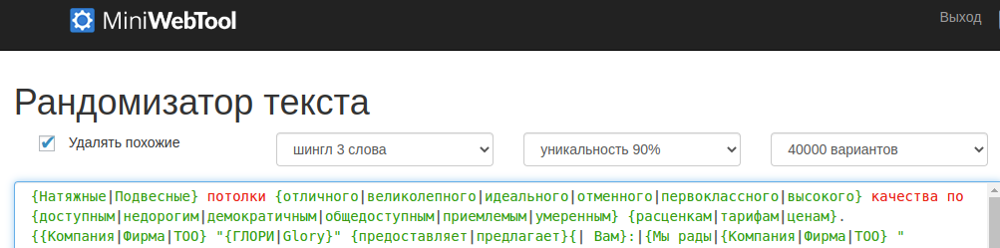 MiniWebTool
Выход
Рандомизатор текста
Удалять похожие
шингл 3 слова
уникальность 90%
40000 вариантов
{Натяжные|Подвесные} потолки {отличного|великолепного|идеального|отменного|первоклассного|высокого} качества по
{доступным|недорогим|демократичным|общедоступным|приемлемым|умеренным} {расценкам|тарифам|ценам}.
{{Компания|Фирма|ТОО} "{ГЛОРИ|Glory}" {предоставляет|предлагает}{| Вам}:|{Мы рады|{Компания|Фирма|ТОО} "